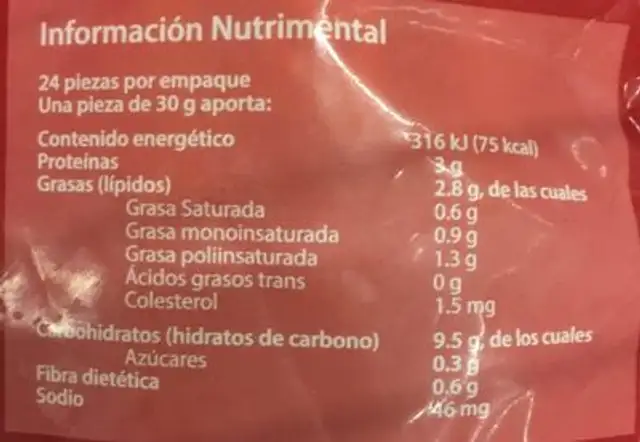 Información Nutrimental
24 piezas por empaque
Una pieza de 30 g aporta:
Contenido energético 316 kJ (75 kcal)
Proteínas 3 g
Grasas (lípidos) 2.8 g, de las cuales
Grasa Saturada 0.6 g
Grasa monoinsaturada 0.9 g
Grasa poliinsaturada 1.3 g
Ácidos grasos trans 0 g
Colesterol 1.5 mg
Carbohidratos (hidratos de carbono) 9.5 g, de los cuales
Azúcares 0.3 g
Fibra dietética 0.6 g
Sodio 46 mg